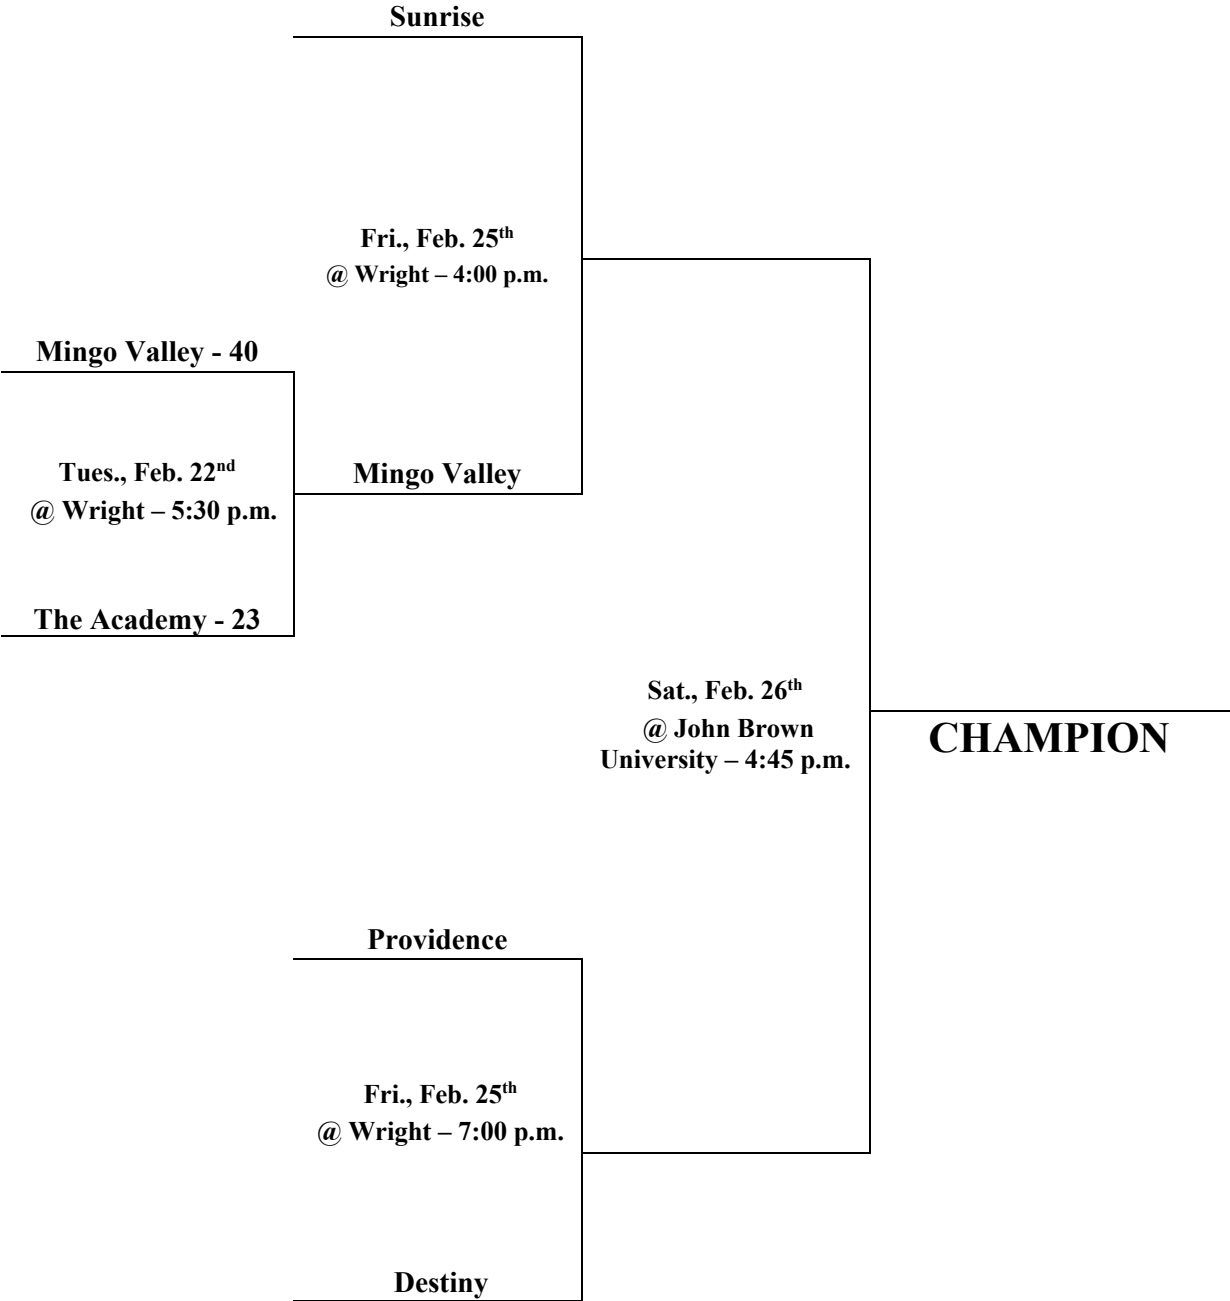 Sunrise
Fri., Feb. 25th
@ Wright – 4:00 p.m.
Mingo Valley - 40
Tues., Feb. 22nd
@ Wright – 5:30 p.m.
Mingo Valley
The Academy - 23
Sat., Feb. 26th
@ John Brown
University – 4:45 p.m.
CHAMPION
Providence
Fri., Feb. 25th
@ Wright – 7:00 p.m.
Destiny